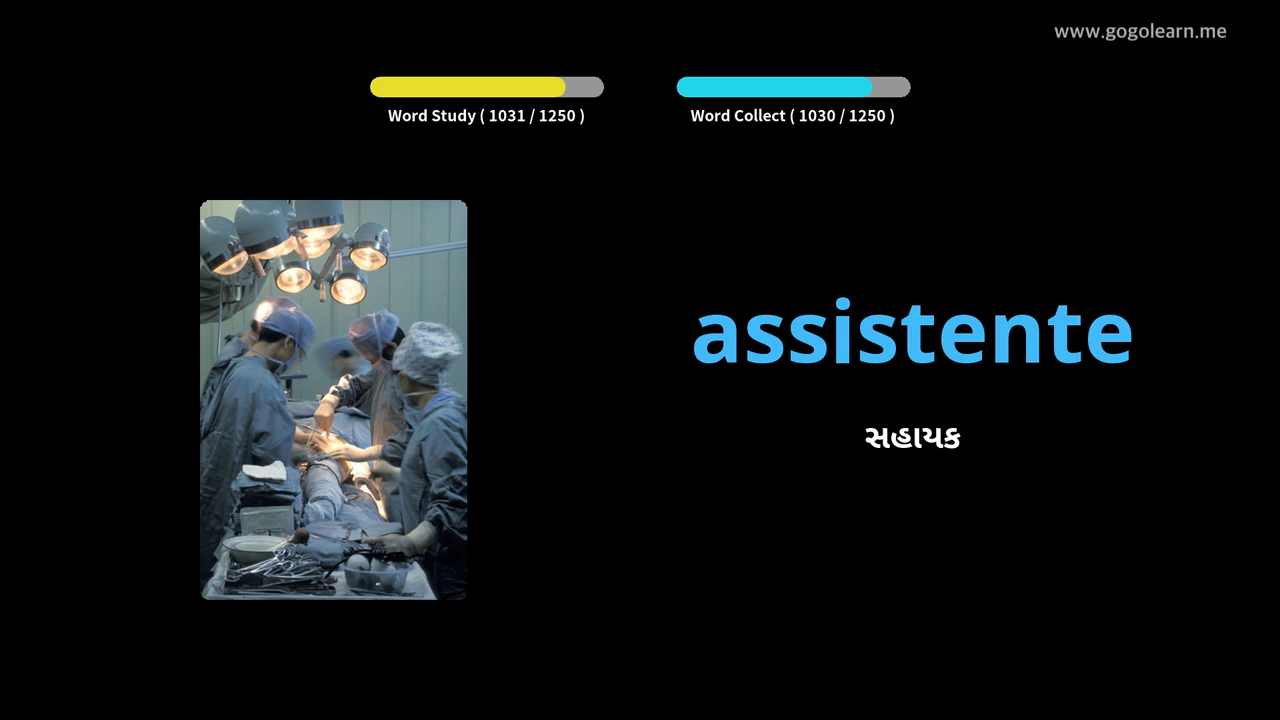 www.gogolearn.me
Word Study ( 1031 / 1250 )
Word Collect ( 1030 / 1250 )
assistente
સહાયક